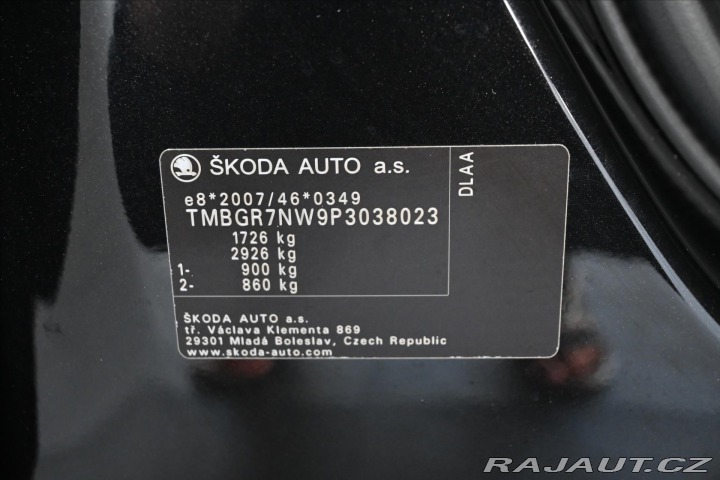 ŠKODA AUTO a.s.
DLAA
e8*2007/46*0349
TMBGR7NW9P3038023
1726 kg
2926 kg
1- 900 kg
2- 860 kg
ŠKODA AUTO a.s.
tř. Václava Klementa 869
29301 Mladá Boleslav, Czech Republic
www.skoda-auto.com
RAJAUT.CZ